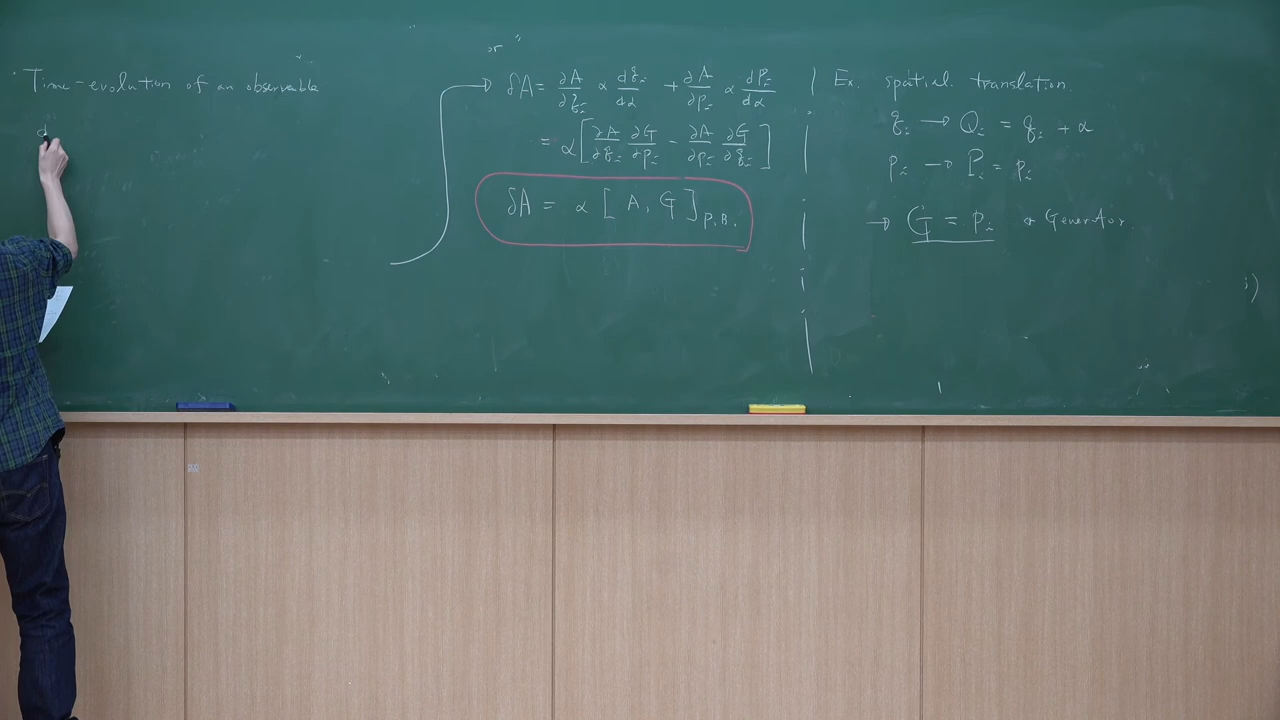 · Time-evolution of an observable
d
→ δA = ∂A/∂q_i α dq_i/dα + ∂A/∂p_i α dp_i/dα
= α [ ∂A/∂q_i ∂G/∂p_i - ∂A/∂p_i ∂G/∂q_i ]
δA = α [ A, G ]_P.B.
Ex. spatial translation
q_i → Q_i = q_i + α
p_i → P_i = p_i
→ G = p_i ← Generator
i)